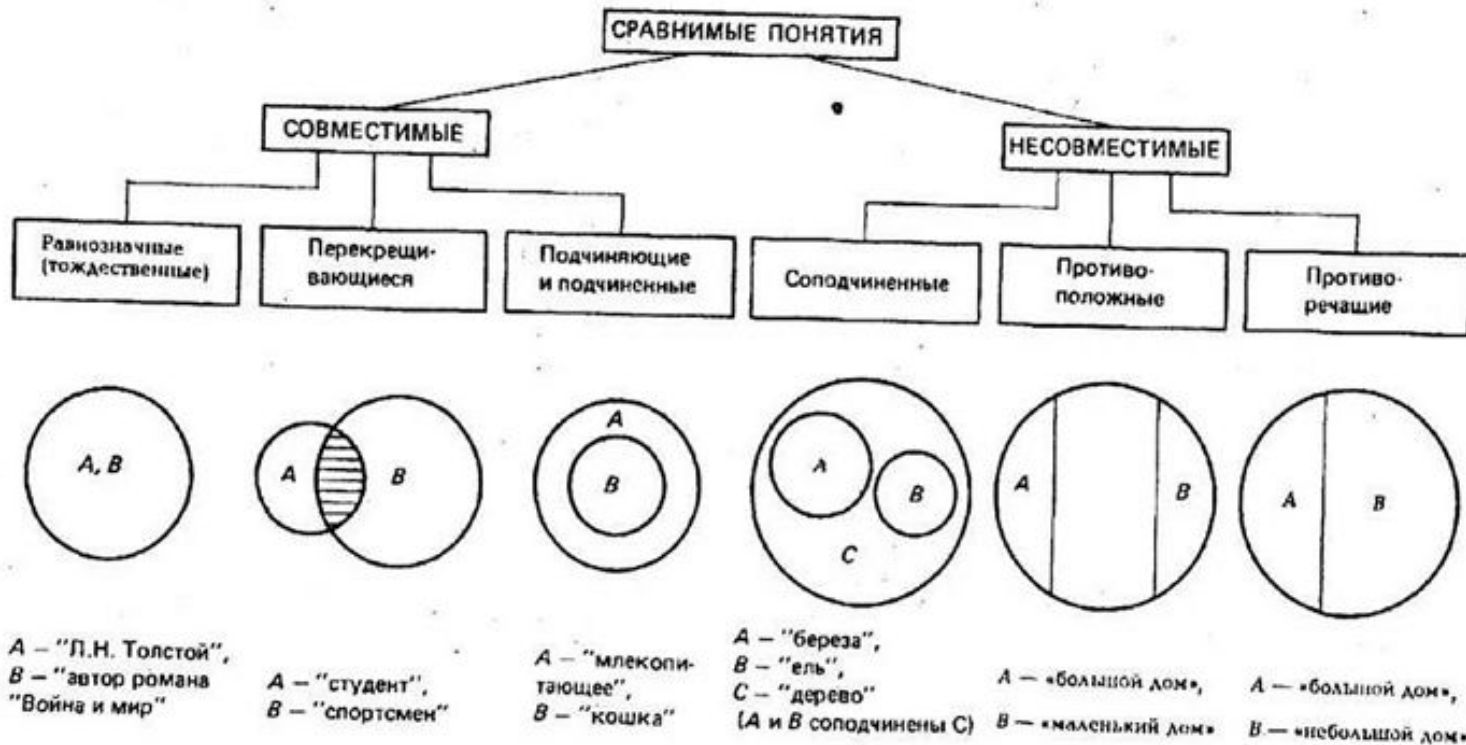 СРАВНИМЫЕ ПОНЯТИЯ
СОВМЕСТИМЫЕ
НЕСОВМЕСТИМЫЕ
Равнозначные
(тождественные)
Перекрещи-
вающиеся
Подчиняющие
и подчиненные
Соподчиненные
Противо-
положные
Противо-
речащие
A, B
A
B
A
B
A
B
C
A
B
A
B
A – "Л.Н. Толстой",
B – "автор романа
"Война и мир"
A – "студент",
B – "спортсмен"
A – "млекопи-
тающее",
B – "кошка"
A – "береза",
B – "ель",
C – "дерево"
(A и B соподчинены C)
A — «большой дом»,
B — «маленький дом»
A — «большой дом»,
B — «небольшой дом»